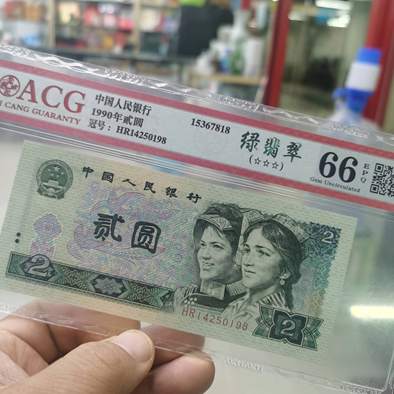 ACG
CANG GUARANTY
中国人民银行
1990年贰圆
冠号: HR14250198
15367818
绿翡翠
(☆☆☆)
66
EPQ
Gem Uncirculated
中国人民银行
贰圆
2
2
2
HR14250198